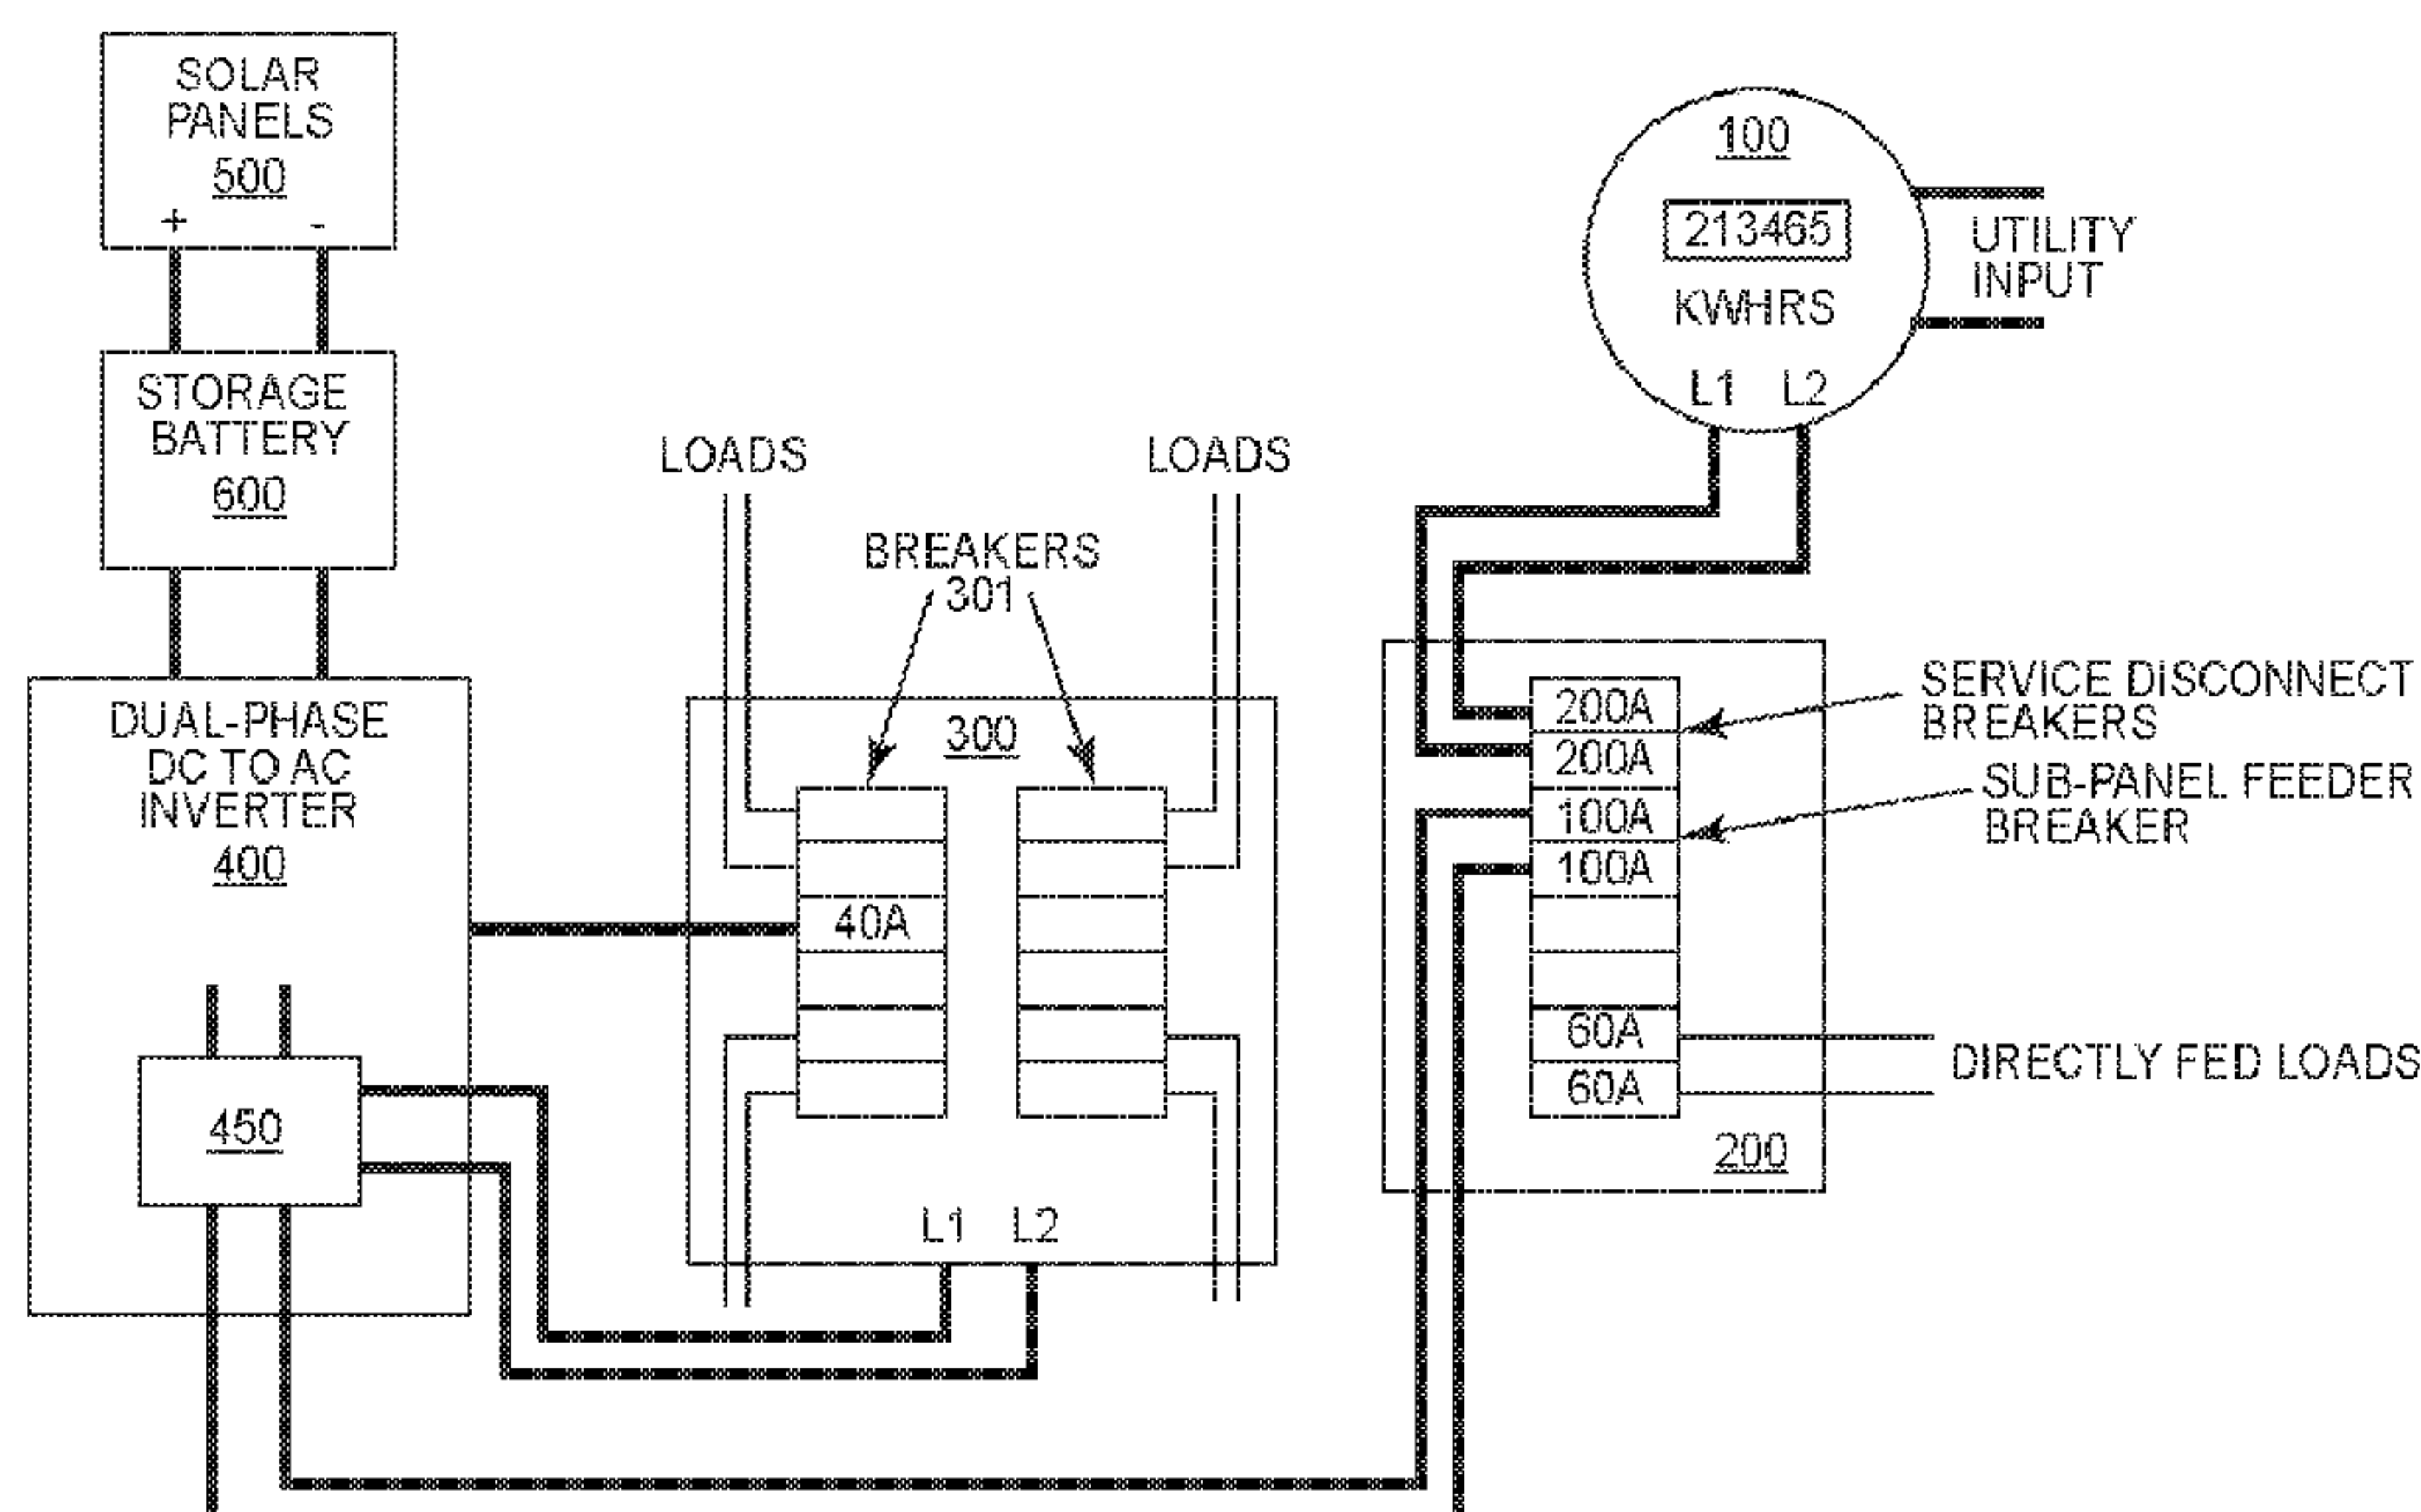 SOLAR
PANELS
500
+ -
STORAGE
BATTERY
600
DUAL-PHASE
DC TO AC
INVERTER
400
450
LOADS
LOADS
BREAKERS
301
300
40A
L1 L2
100
213465
KWHRS
L1 L2
UTILITY
INPUT
200A
200A
100A
100A
60A
60A
200
SERVICE DISCONNECT
BREAKERS
SUB-PANEL FEEDER
BREAKER
DIRECTLY FED LOADS